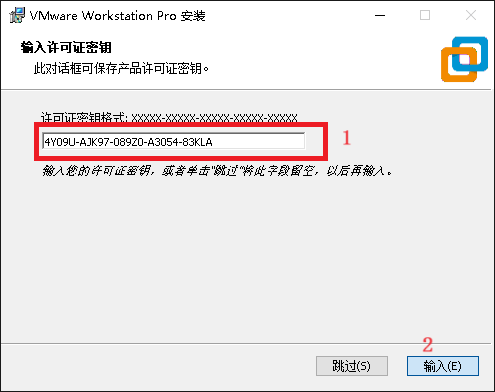 VMware Workstation Pro 安装
输入许可证密钥
此对话框可保存产品许可证密钥。
许可证密钥格式: XXXXX-XXXXX-XXXXX-XXXXX-XXXXX
4Y09U-AJK97-089Z0-A3054-83KLA
1
输入您的许可证密钥，或者单击"跳过"将此字段留空，以后再输入。
2
跳过(S)
输入(E)